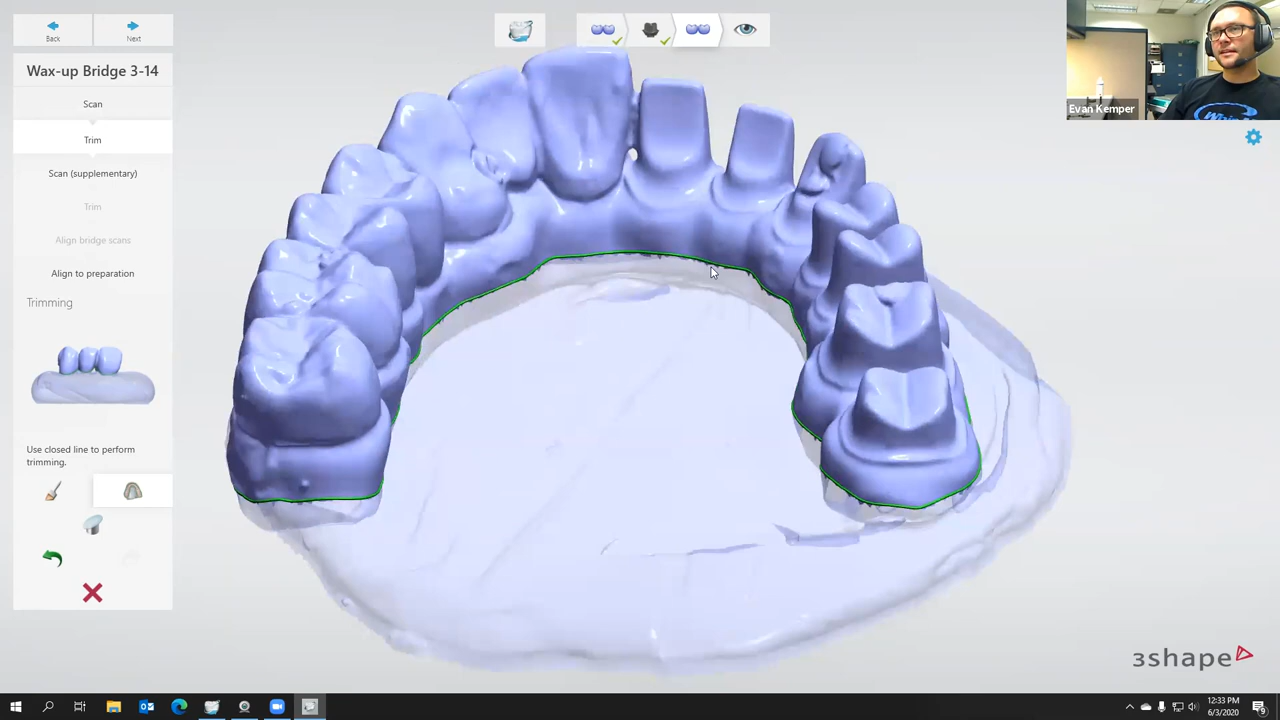 Back
Next
Wax-up Bridge 3-14
Scan
Trim
Scan (supplementary)
Trim
Align bridge scans
Align to preparation
Trimming
Use closed line to perform
trimming.
Evan Kemper
3shape
12:33 PM
6/3/2020